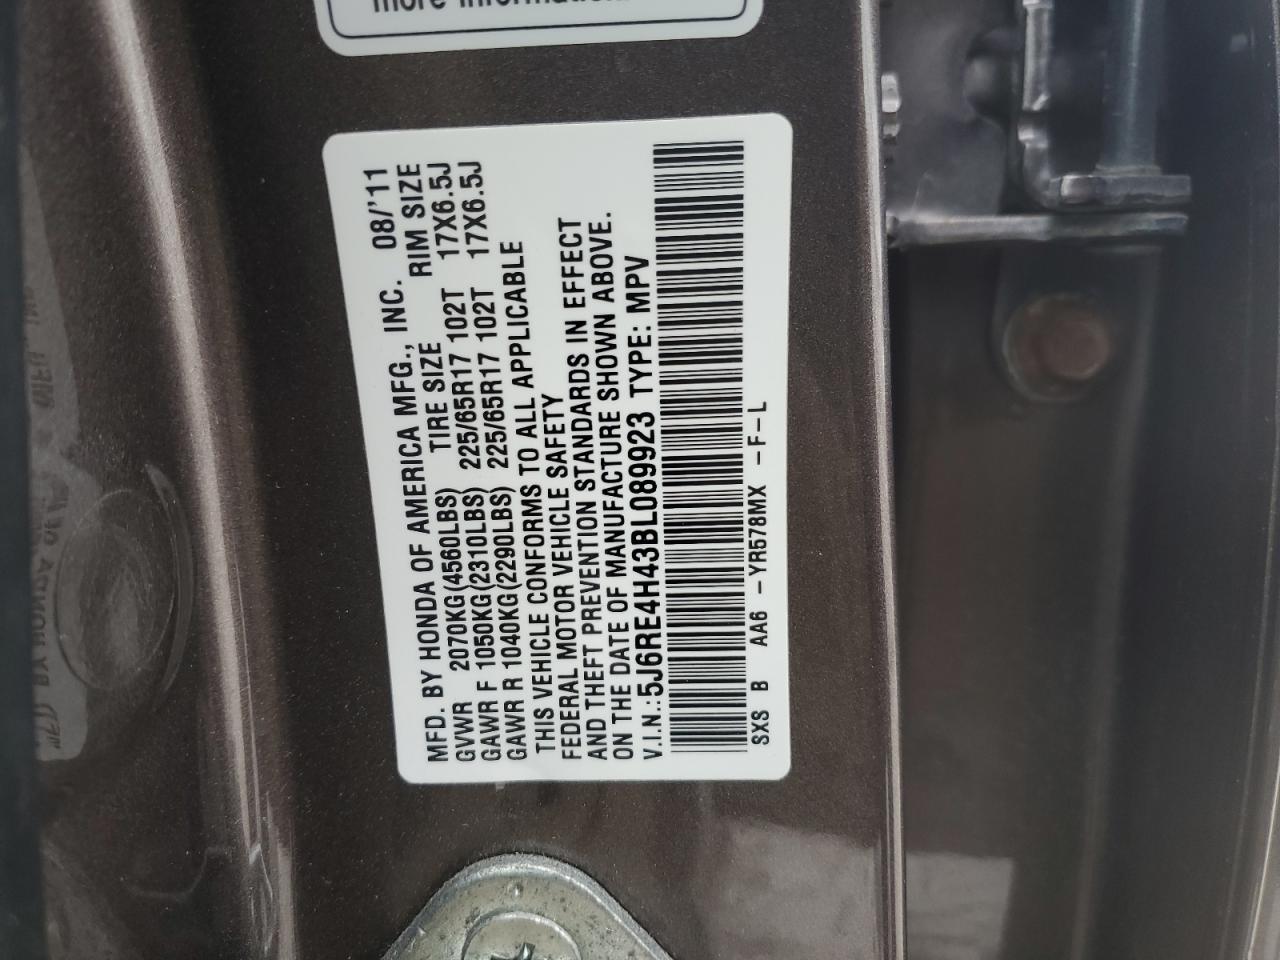 more information.
MFD. BY HONDA OF AMERICA MFG., INC. 08/'11
GVWR 2070KG(4560LBS) TIRE SIZE RIM SIZE
GAWR F 1050KG(2310LBS) 225/65R17 102T 17X6.5J
GAWR R 1040KG(2290LBS) 225/65R17 102T 17X6.5J
THIS VEHICLE CONFORMS TO ALL APPLICABLE
FEDERAL MOTOR VEHICLE SAFETY
AND THEFT PREVENTION STANDARDS IN EFFECT
ON THE DATE OF MANUFACTURE SHOWN ABOVE.
V.I.N.:5J6RE4H43BL089923 TYPE: MPV
SXS B AA6 -YR578MX -F-L